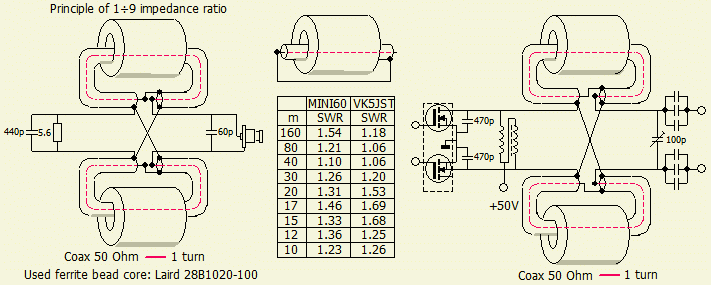 Principle of 1÷9 impedance ratio
440p
5.6
60p
Coax 50 Ohm 1 turn
Used ferrite bead core: Laird 28B1020-100
MINI60 VK5JST
m SWR SWR
160 1.54 1.18
80 1.21 1.06
40 1.10 1.06
30 1.26 1.20
20 1.31 1.53
17 1.46 1.69
15 1.33 1.68
12 1.36 1.25
10 1.23 1.26
470p
470p
+50V
100p
Coax 50 Ohm 1 turn